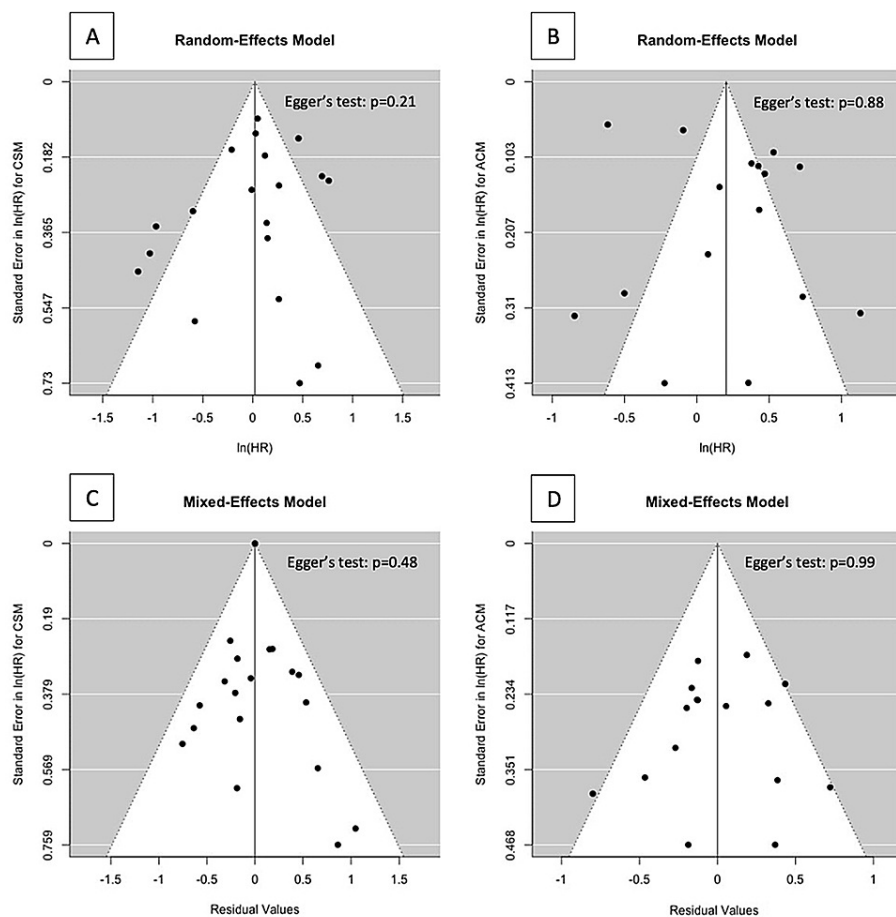 A
Random-Effects Model
Egger's test: p=0.21
Standard Error in ln(HR) for CSM
0
0.182
0.365
0.547
0.73
-1.5
-1
-0.5
0
0.5
1
1.5
ln(HR)
B
Random-Effects Model
Egger's test: p=0.88
Standard Error in ln(HR) for ACM
0
0.103
0.207
0.31
0.413
-1
-0.5
0
0.5
1
ln(HR)
C
Mixed-Effects Model
Egger's test: p=0.48
Standard Error in ln(HR) for CSM
0
0.19
0.379
0.569
0.759
-1.5
-1
-0.5
0
0.5
1
1.5
Residual Values
D
Mixed-Effects Model
Egger's test: p=0.99
Standard Error in ln(HR) for ACM
0
0.117
0.234
0.351
0.468
-1
-0.5
0
0.5
1
Residual Values